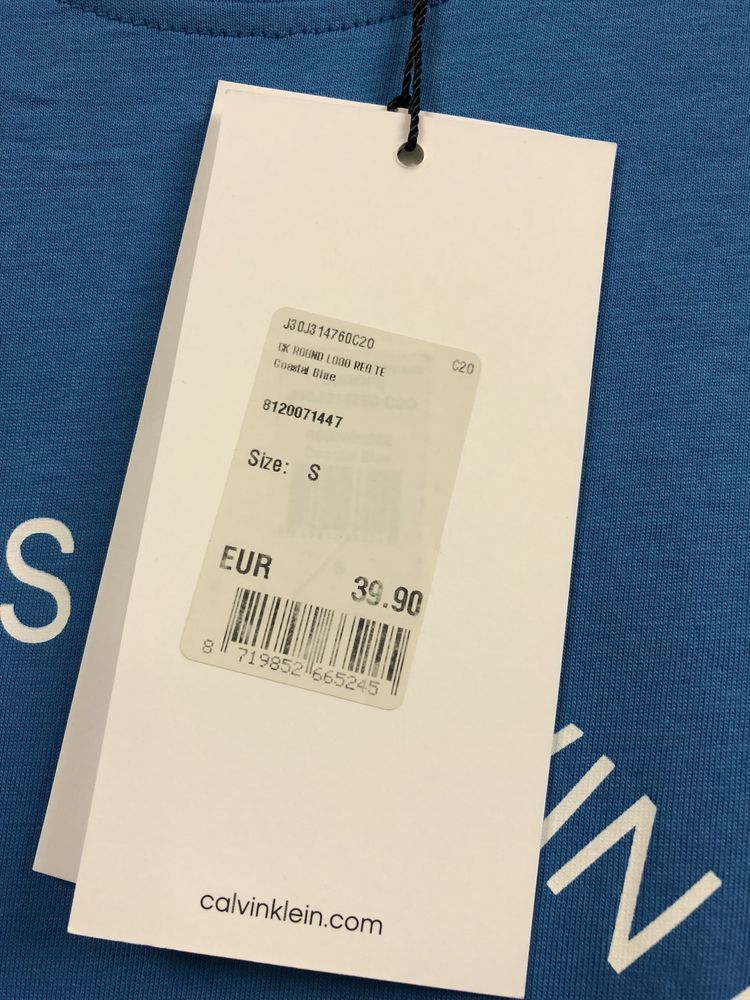 J30J314760C20
C20
CK ROUND LOGO REG TE
Coastal Blue
8120071447
Size: S
EUR
39.90
8 719852 665245
S
VIN
calvinklein.com